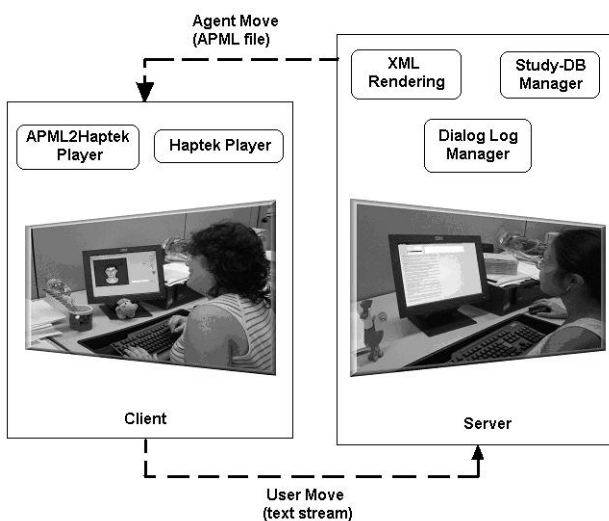 Agent Move
(APML file)
XML
Rendering
Study-DB
Manager
APML2Haptek
Player
Haptek Player
Dialog Log
Manager
Client
Server
User Move
(text stream)